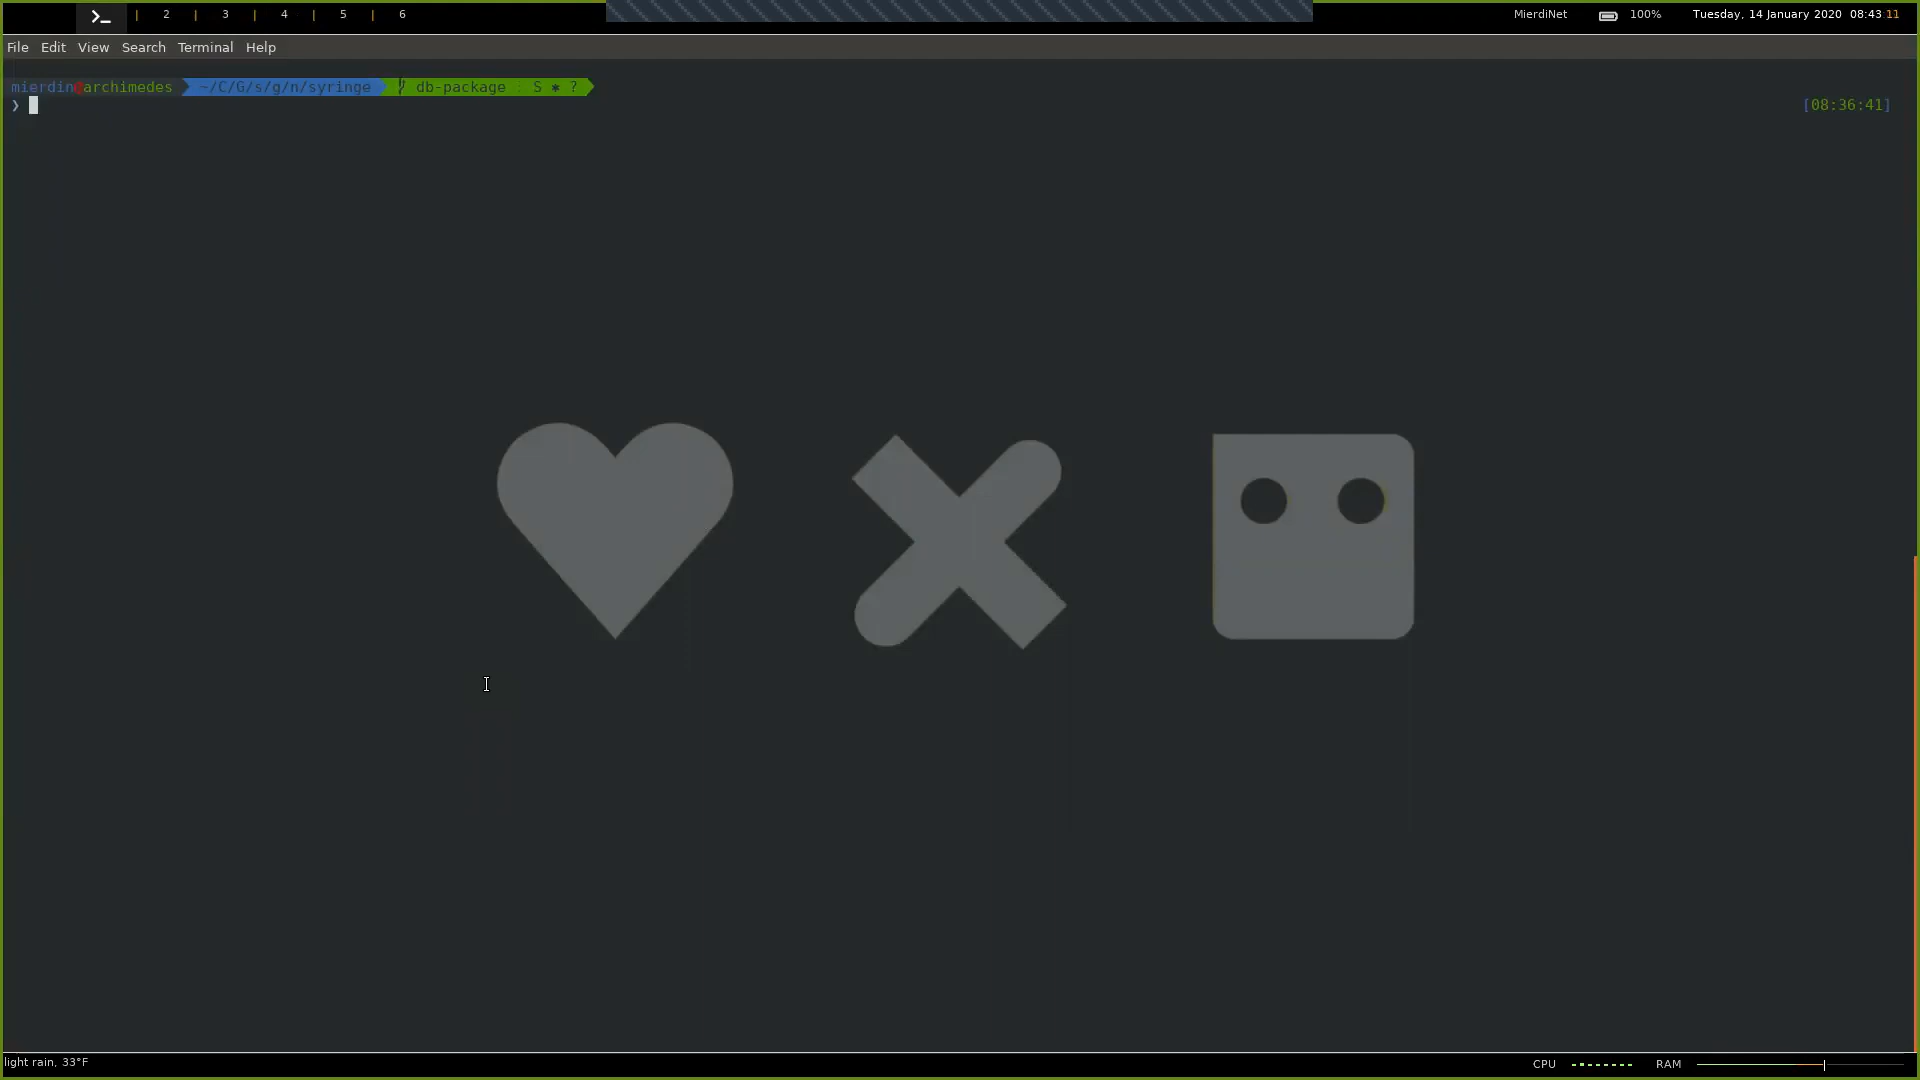 >_ | 2 | 3 | 4 | 5 | 6 MierdiNet 100% Tuesday, 14 January 2020 08:43:11
File Edit View Search Terminal Help
mierdin@archimedes ~/C/G/s/g/n/syringe db-package S ✱ ?
❯ [08:36:41]
light rain, 33°F CPU RAM